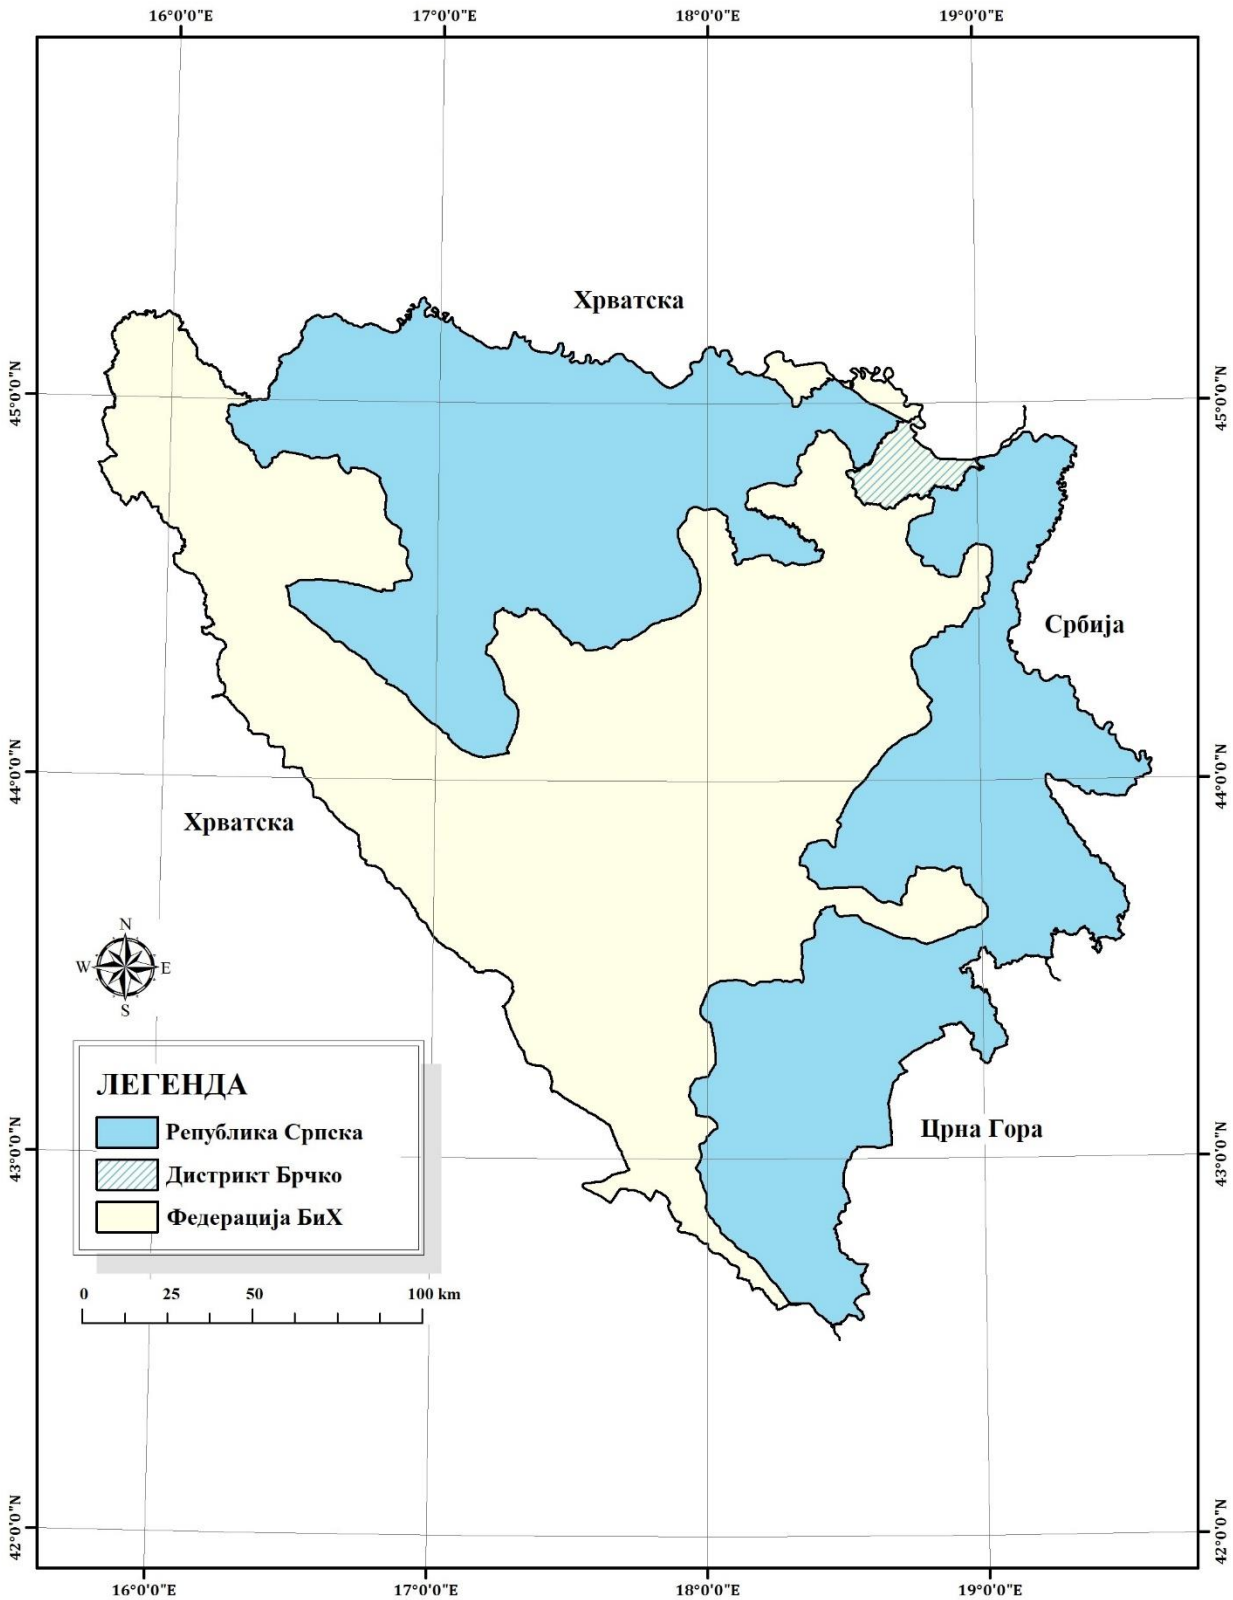 16°0'0"E 17°0'0"E 18°0'0"E 19°0'0"E
Хрватска
45°0'0"N
45°0'0"N
Србија
44°0'0"N
44°0'0"N
Хрватска
N
W E
S
ЛЕГЕНДА
Република Српска
Дистрикт Брчко
Федерација БиХ
Црна Гора
43°0'0"N
43°0'0"N
0 25 50 100 km
42°0'0"N
42°0'0"N
16°0'0"E 17°0'0"E 18°0'0"E 19°0'0"E